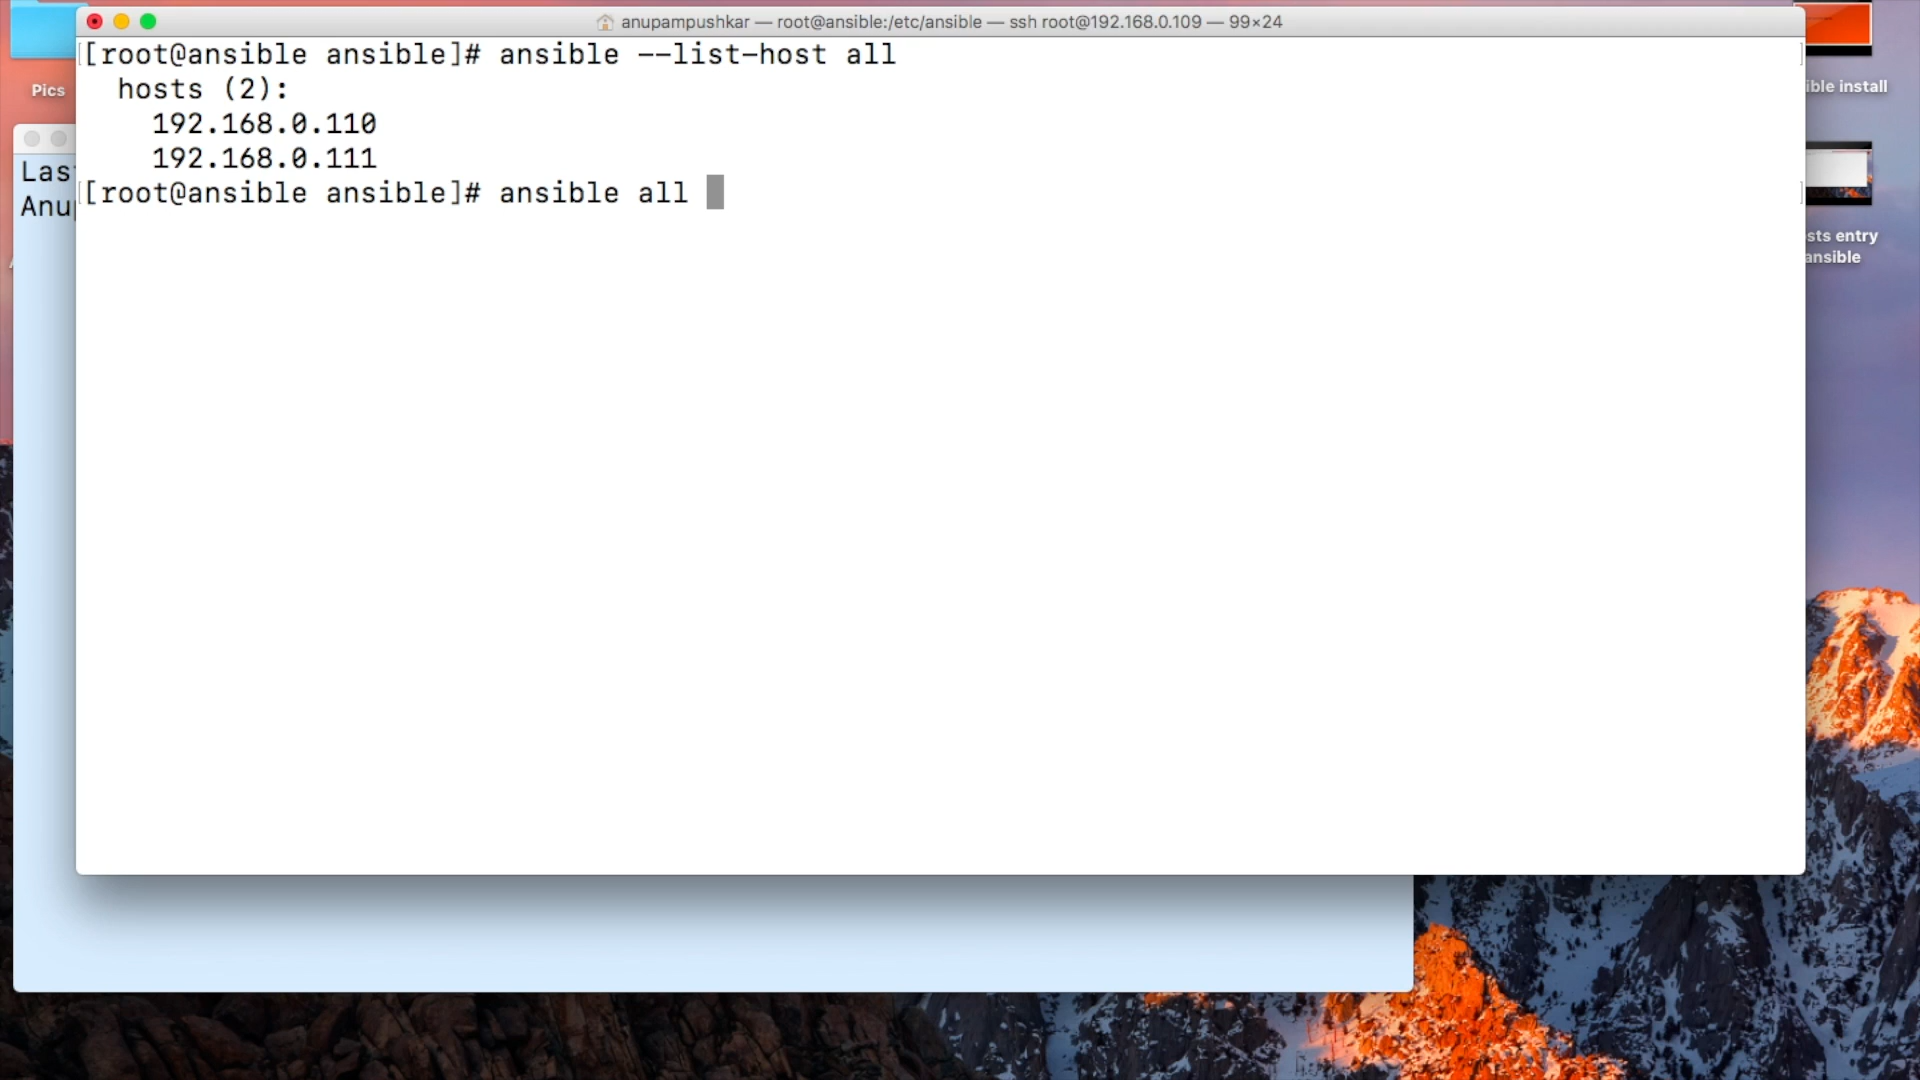 anupampushkar — root@ansible:/etc/ansible — ssh root@192.168.0.109 — 99×24
[root@ansible ansible]# ansible --list-host all
hosts (2):
192.168.0.110
192.168.0.111
[root@ansible ansible]# ansible all
Pics
Las
Anu
ible install
sts entry
ansible